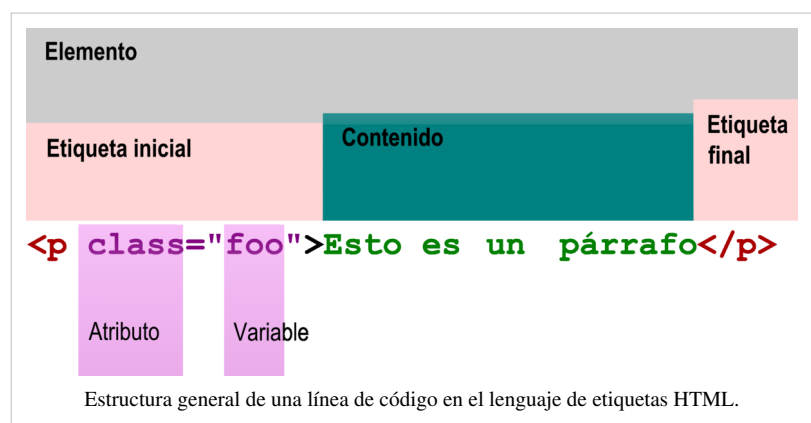 Elemento
Etiqueta inicial
Contenido
Etiqueta
final
<p class="foo">Esto es un párrafo</p>
Atributo
Variable
Estructura general de una línea de código en el lenguaje de etiquetas HTML.